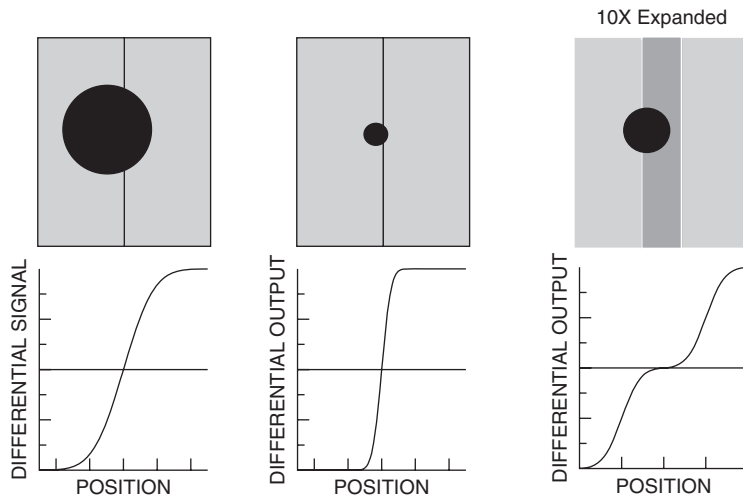 10X Expanded
DIFFERENTIAL SIGNAL
POSITION
DIFFERENTIAL OUTPUT
POSITION
DIFFERENTIAL OUTPUT
POSITION